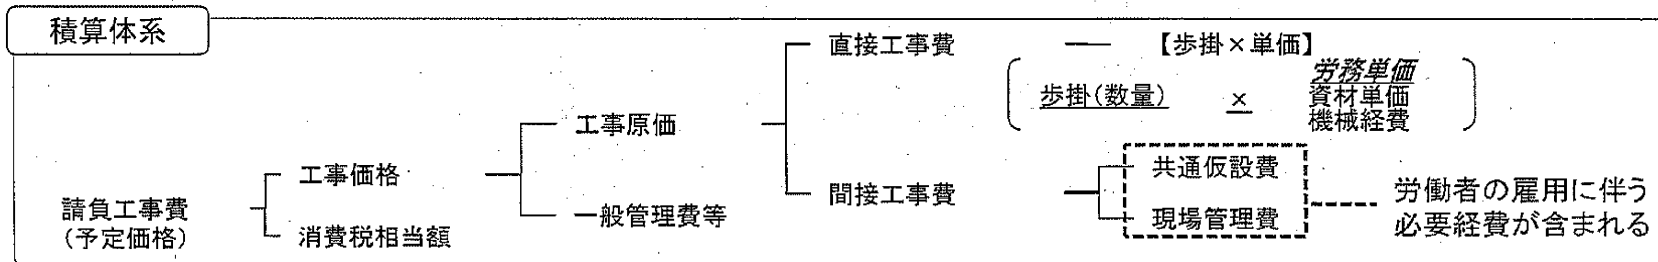 積算体系
直接工事費
【歩掛×単価】
歩掛(数量)
×
労務単価
資材単価
機械経費
工事原価
工事価格
共通仮設費
間接工事費
現場管理費
労働者の雇用に伴う
必要経費が含まれる
請負工事費
(予定価格)
一般管理費等
消費税相当額